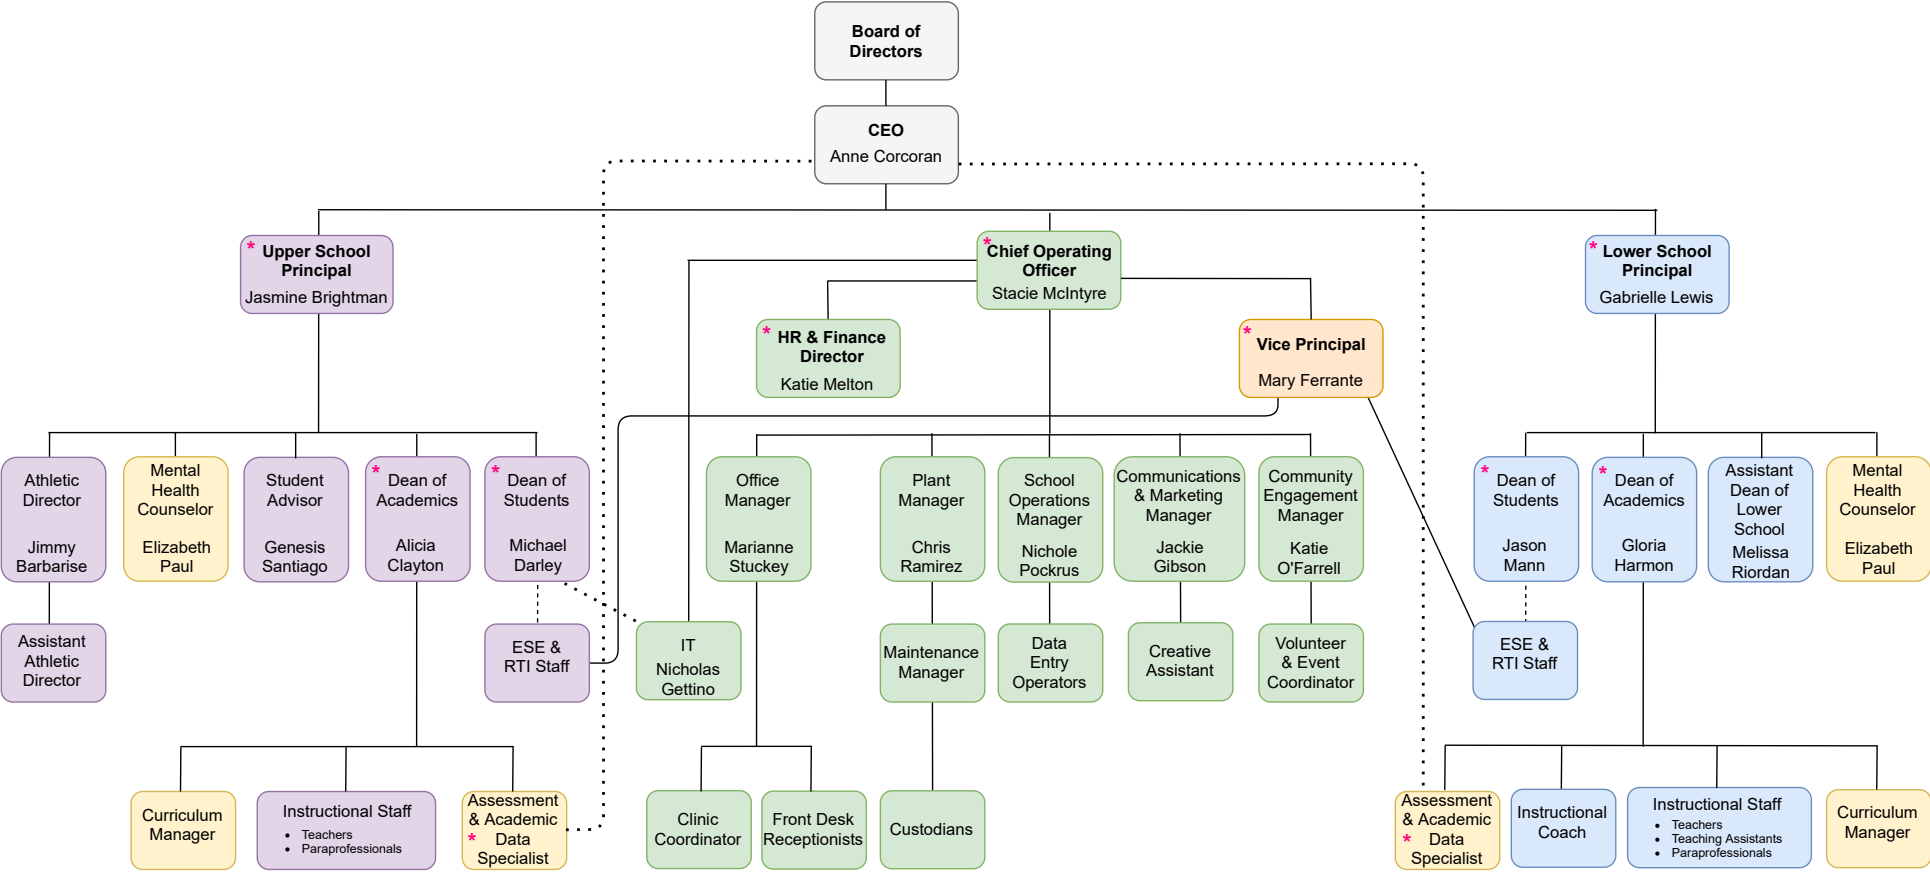 Board of
Directors
CEO
Anne Corcoran
* Upper School
Principal
Jasmine Brightman
* Chief Operating
Officer
Stacie McIntyre
* Lower School
Principal
Gabrielle Lewis
* HR & Finance
Director
Katie Melton
* Vice Principal
Mary Ferrante
Athletic
Director
Jimmy
Barbarise
Mental
Health
Counselor
Elizabeth
Paul
Student
Advisor
Genesis
Santiago
* Dean of
Academics
Alicia
Clayton
* Dean of
Students
Michael
Darley
Office
Manager
Marianne
Stuckey
Plant
Manager
Chris
Ramirez
School
Operations
Manager
Nichole
Pockrus
Communications
& Marketing
Manager
Jackie
Gibson
Community
Engagement
Manager
Katie
O'Farrell
* Dean of
Students
Jason
Mann
* Dean of
Academics
Gloria
Harmon
Assistant
Dean of
Lower
School
Melissa
Riordan
Mental
Health
Counselor
Elizabeth
Paul
Assistant
Athletic
Director
ESE &
RTI Staff
IT
Nicholas
Gettino
Maintenance
Manager
Data
Entry
Operators
Creative
Assistant
Volunteer
& Event
Coordinator
ESE &
RTI Staff
Curriculum
Manager
Instructional Staff
• Teachers
• Paraprofessionals
Assessment
& Academic
* Data
Specialist
Clinic
Coordinator
Front Desk
Receptionists
Custodians
Assessment
& Academic
* Data
Specialist
Instructional
Coach
Instructional Staff
• Teachers
• Teaching Assistants
• Paraprofessionals
Curriculum
Manager